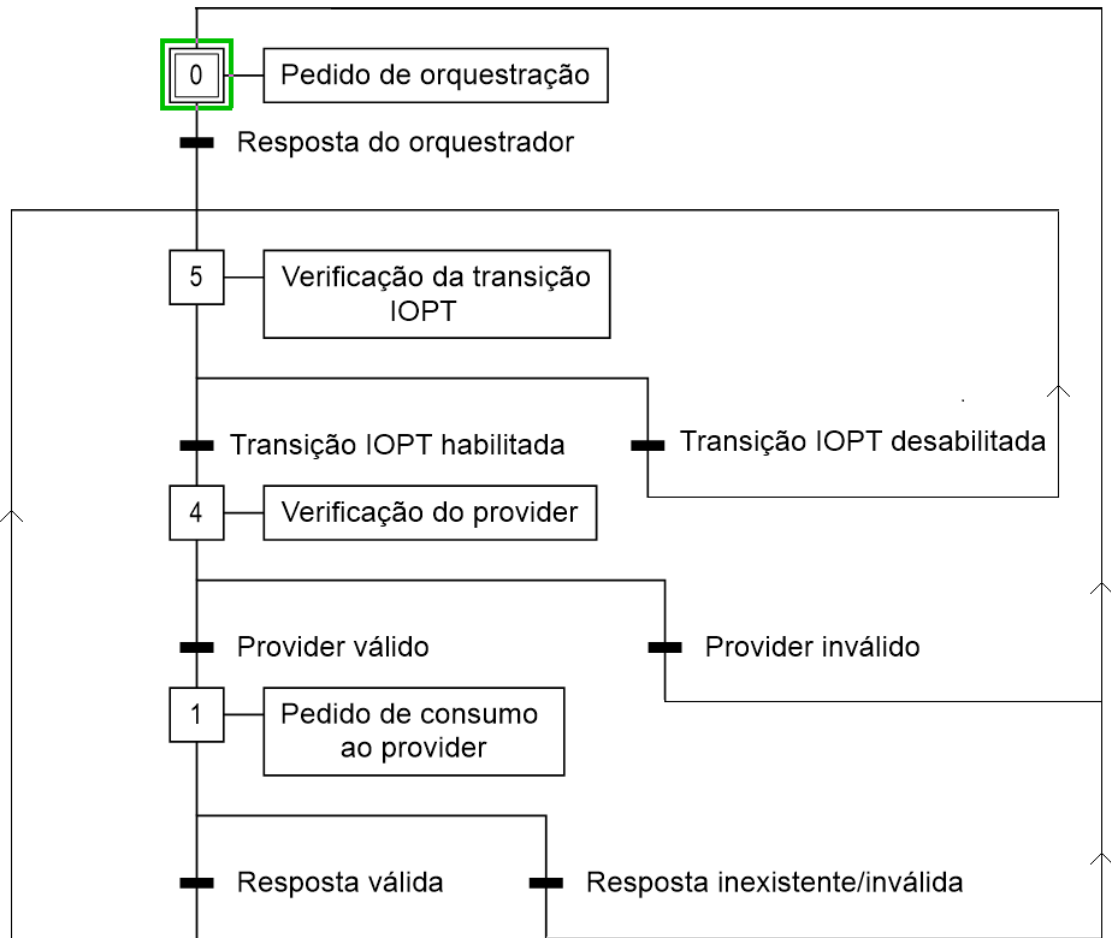 0 Pedido de orquestração
Resposta do orquestrador
5 Verificação da transição
IOPT
Transição IOPT habilitada
Transição IOPT desabilitada
4 Verificação do provider
Provider válido
Provider inválido
1 Pedido de consumo
ao provider
Resposta válida
Resposta inexistente/inválida